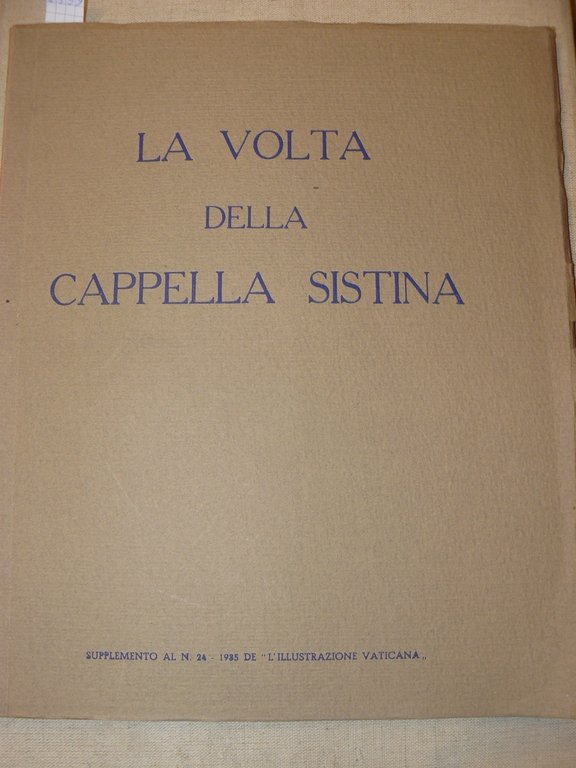 LA VOLTA
DELLA
CAPPELLA SISTINA
SUPPLEMENTO AL N. 24 - 1935 DE "L'ILLUSTRAZIONE VATICANA„